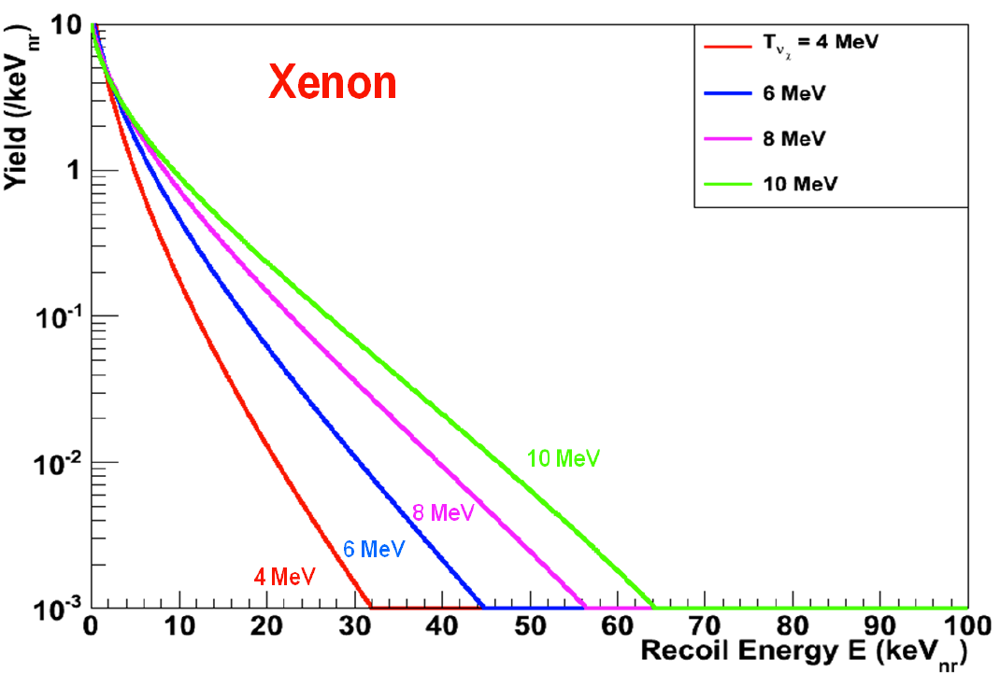 Xenon
Yield (/keVnr)
10
1
10-1
10-2
10-3
Tνχ = 4 MeV
6 MeV
8 MeV
10 MeV
10 MeV
8 MeV
6 MeV
4 MeV
0 10 20 30 40 50 60 70 80 90 100
Recoil Energy E (keVnr)